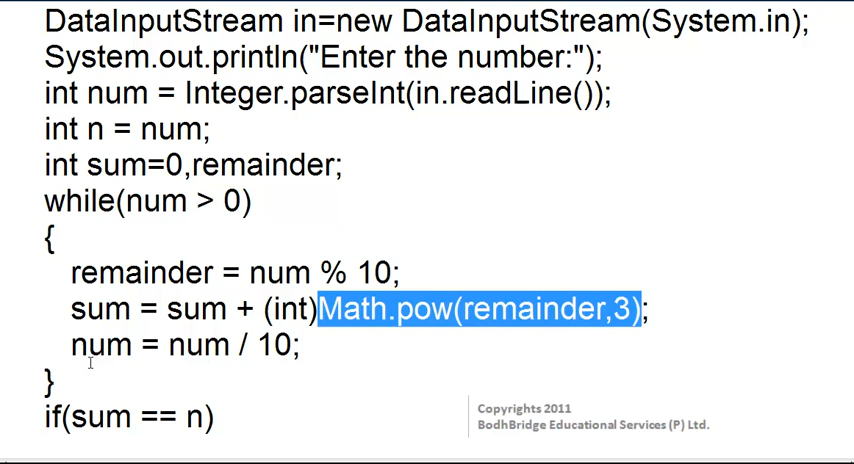 DataInputStream in=new DataInputStream(System.in);
System.out.println("Enter the number:");
int num = Integer.parseInt(in.readLine());
int n = num;
int sum=0,remainder;
while(num > 0)
{
remainder = num % 10;
sum = sum + (int)Math.pow(remainder,3);
num = num / 10;
}
if(sum == n)
Copyrights 2011
BodhBridge Educational Services (P) Ltd.